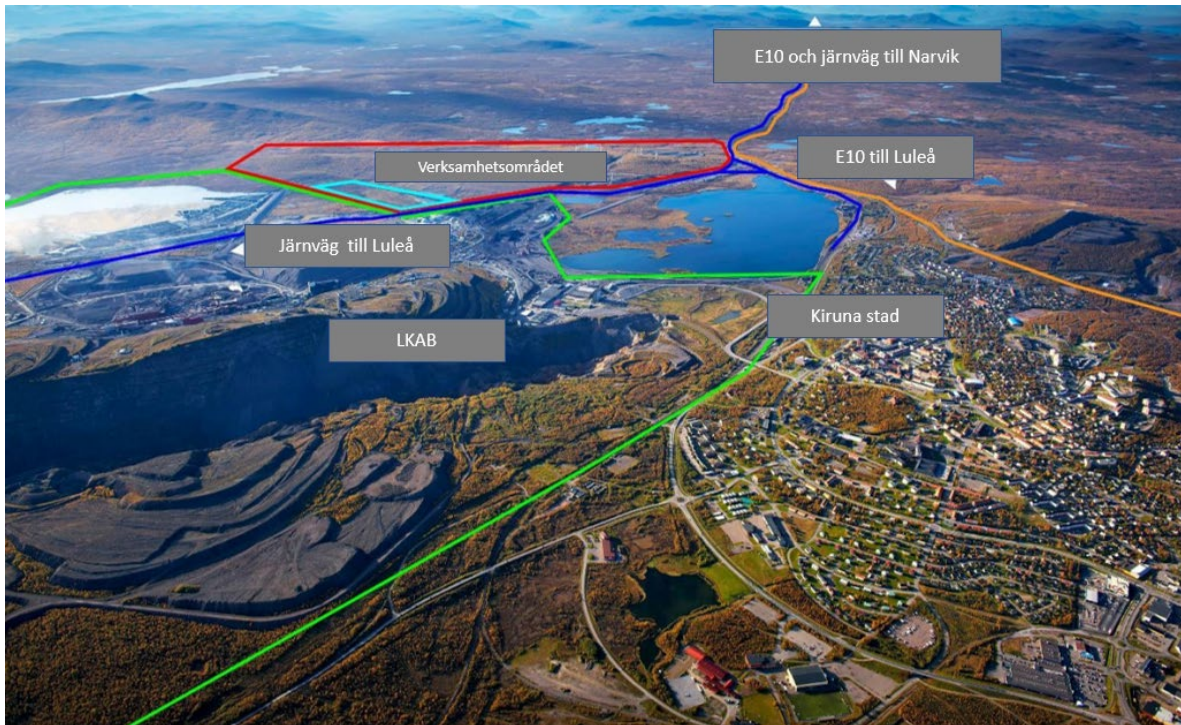 E10 och järnväg till Narvik
E10 till Luleå
Verksamhetsområdet
Järnväg  till Luleå
Kiruna stad
LKAB